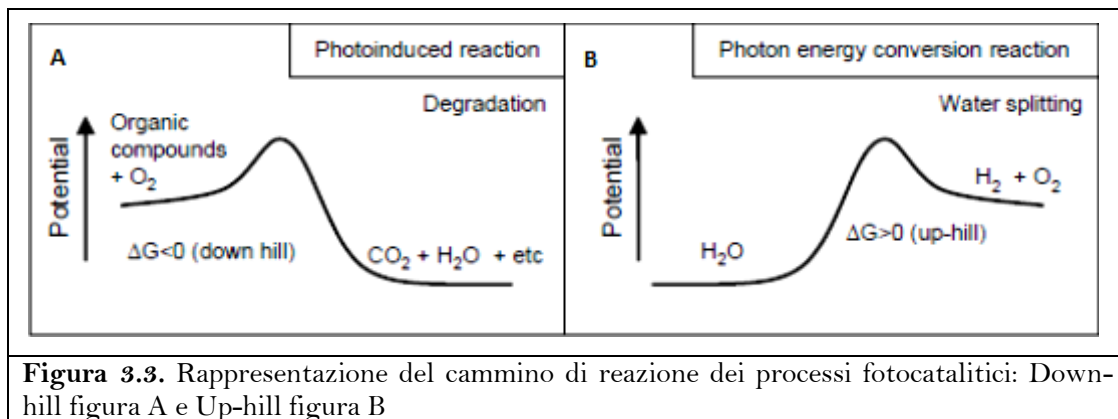 A
Photoinduced reaction
Degradation
Potential
Organic
compounds
+ O₂
ΔG<0 (down hill)
CO₂ + H₂O + etc
B
Photon energy conversion reaction
Water splitting
Potential
H₂O
H₂ + O₂
ΔG>0 (up-hill)
Figura 3.3. Rappresentazione del cammino di reazione dei processi fotocatalitici: Down-
hill figura A e Up-hill figura B